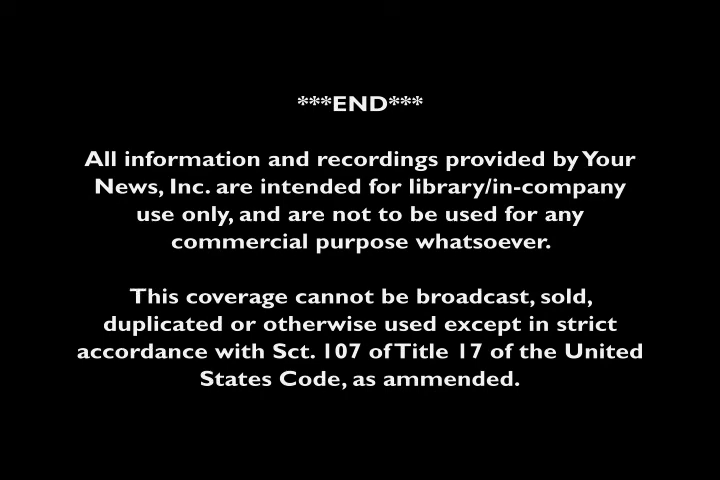 ***END***
All information and recordings provided by Your
News, Inc. are intended for library/in-company
use only, and are not to be used for any
commercial purpose whatsoever.
This coverage cannot be broadcast, sold,
duplicated or otherwise used except in strict
accordance with Sct. 107 of Title 17 of the United
States Code, as ammended.